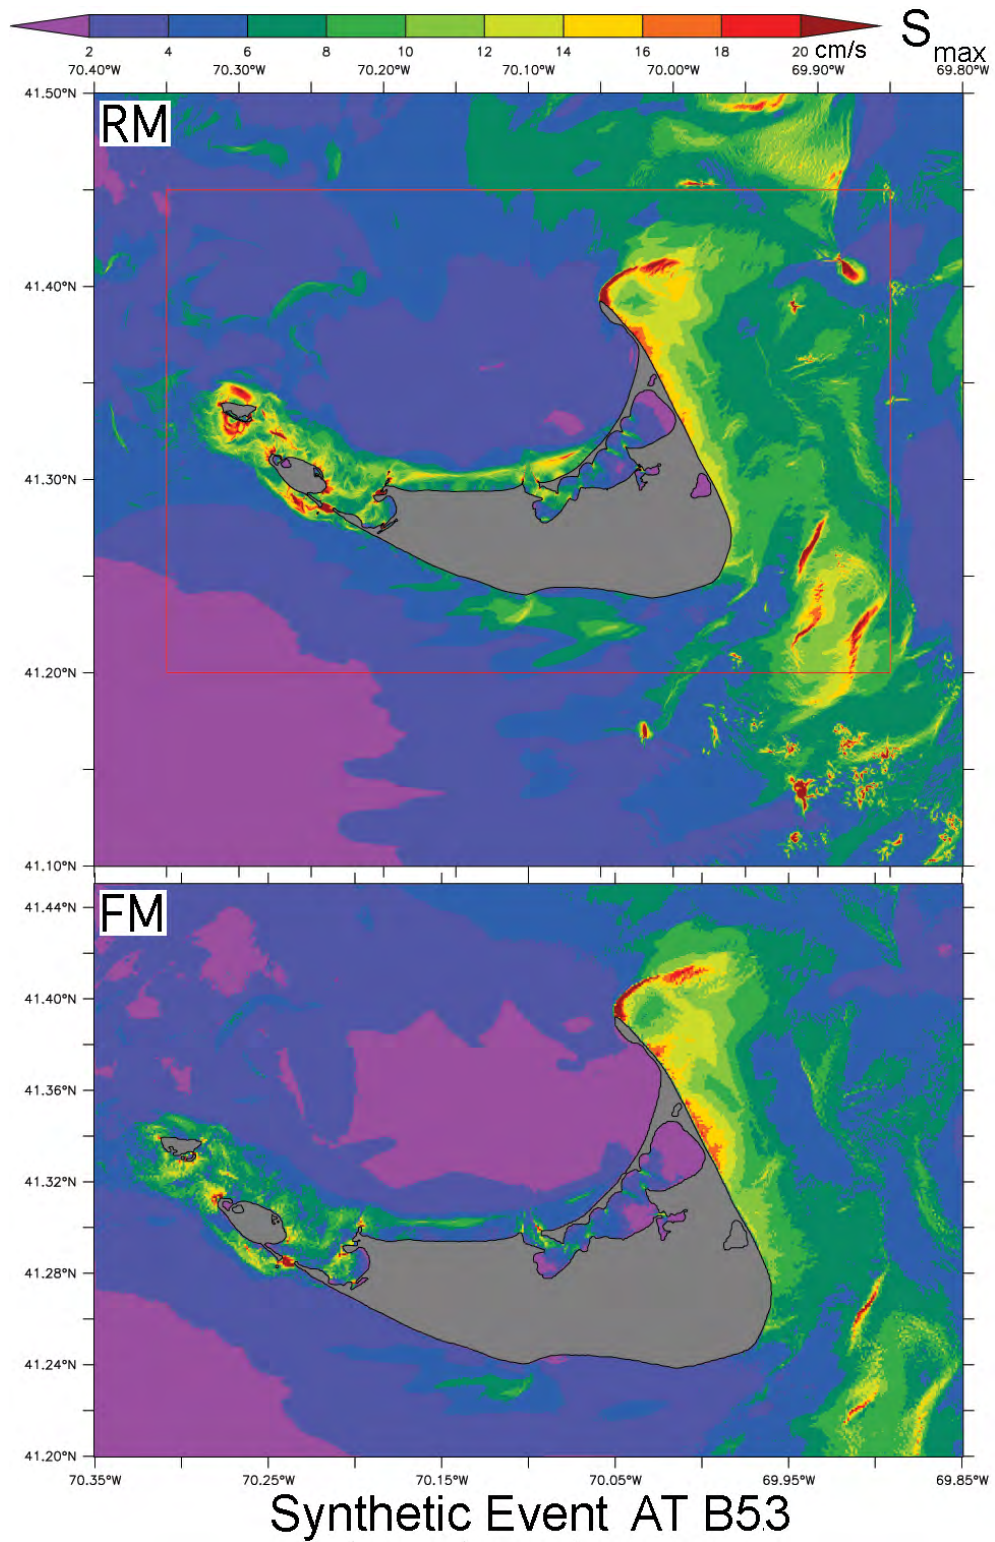 2 4 6 8 10 12 14 16 18 20 cm/s S max
70.40°W 70.30°W 70.20°W 70.10°W 70.00°W 69.90°W 69.80°W
41.50°N
RM
41.40°N
41.30°N
41.20°N
41.10°N
FM
41.44°N
41.40°N
41.36°N
41.32°N
41.28°N
41.24°N
41.20°N
70.35°W 70.25°W 70.15°W 70.05°W 69.95°W 69.85°W
Synthetic Event AT B53